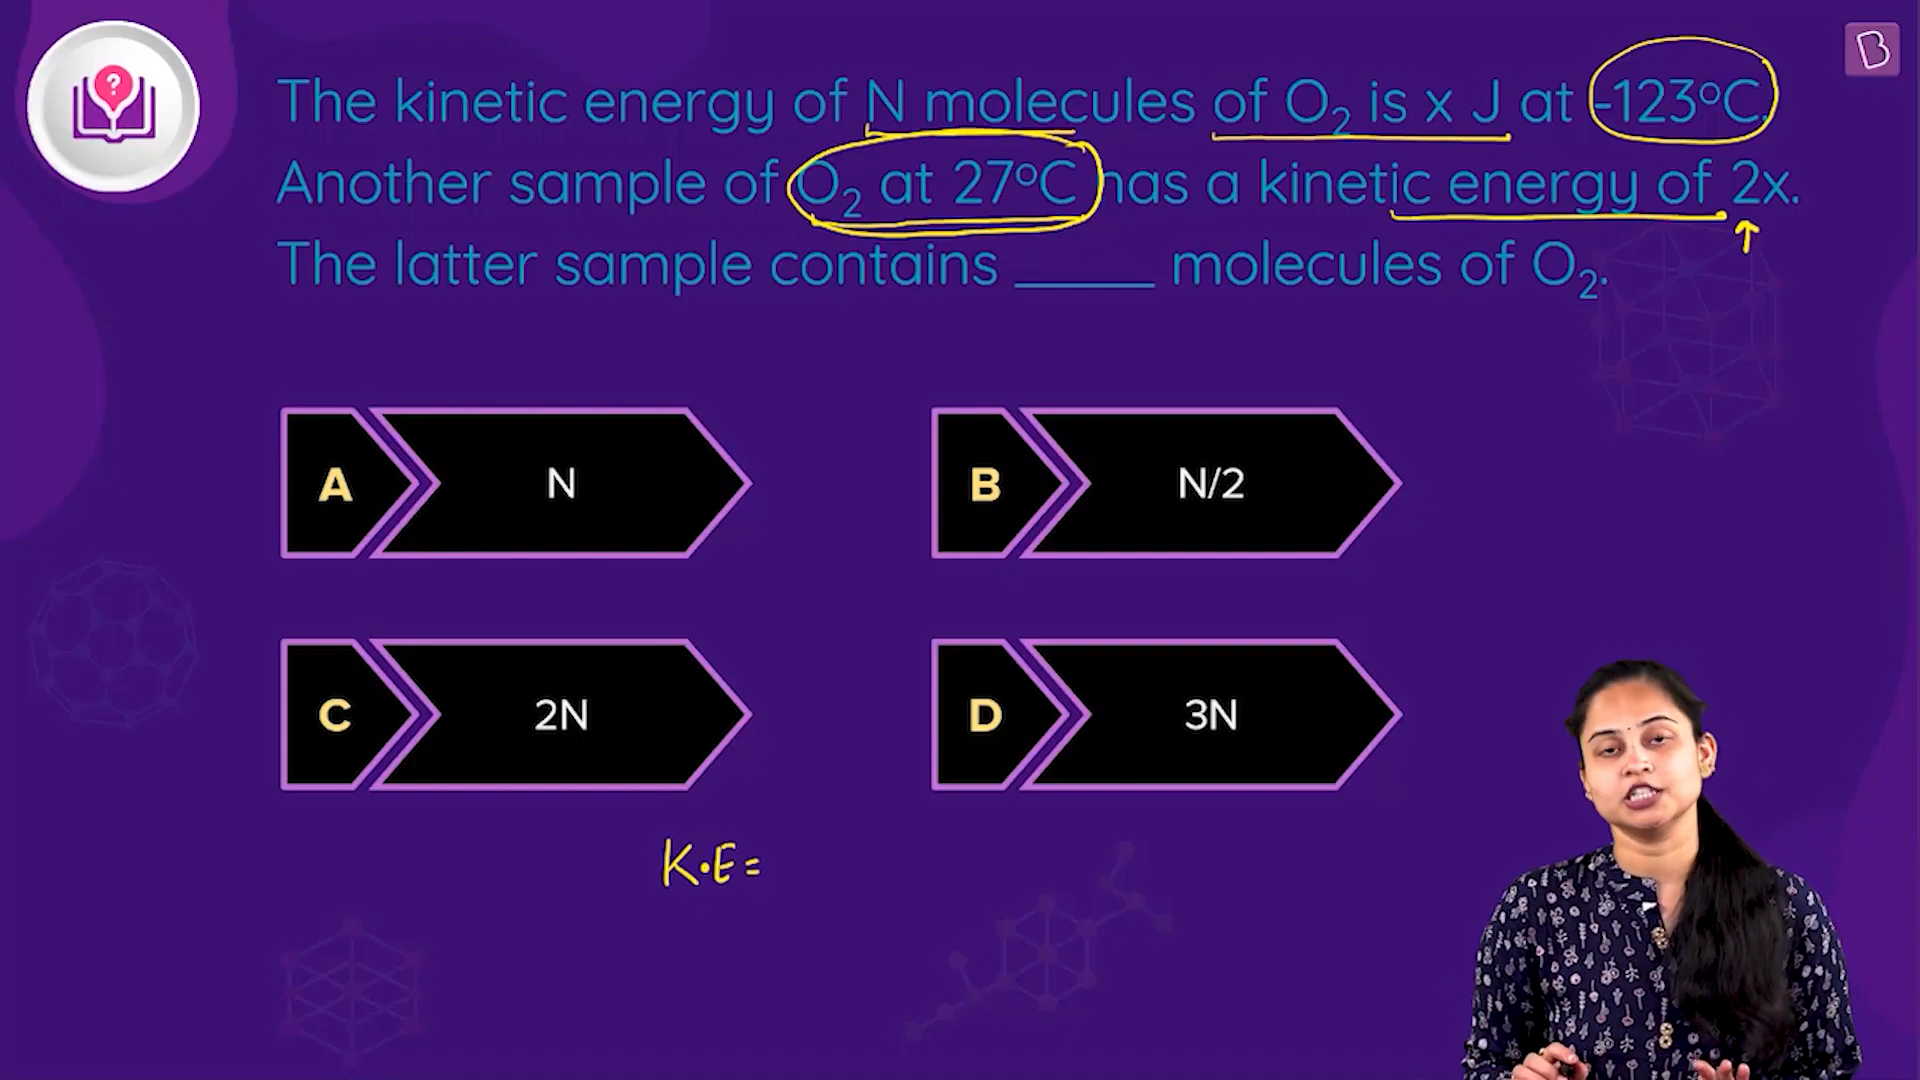 The kinetic energy of N molecules of O₂ is x J at -123°C.
Another sample of O₂ at 27°C has a kinetic energy of 2x.
The latter sample contains _____ molecules of O₂.
A N
B N/2
C 2N
D 3N
K.E=
?
B